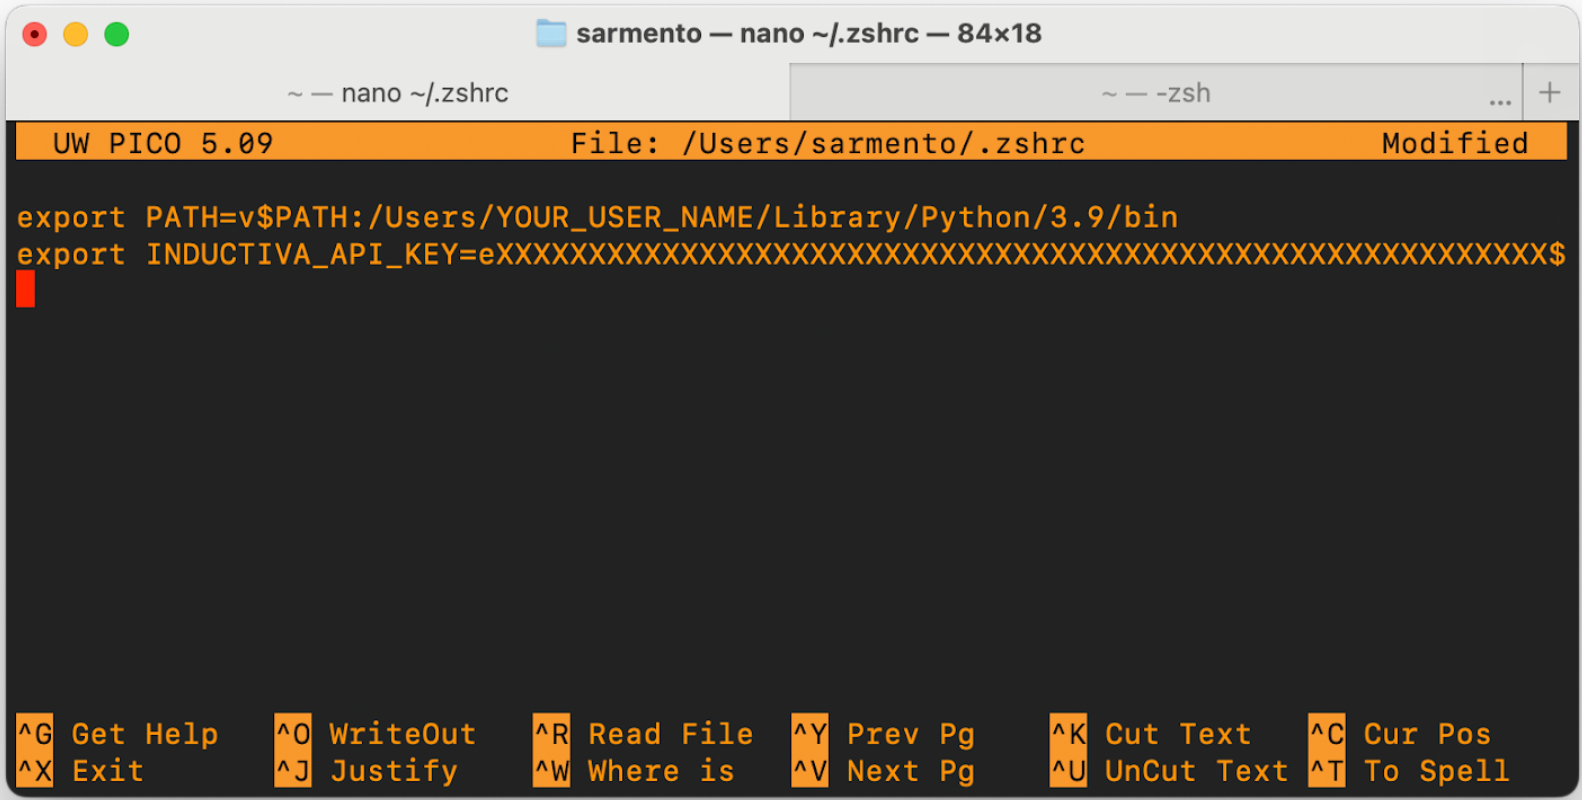 sarmento — nano ~/.zshrc — 84×18
~ — nano ~/.zshrc
~ — -zsh
... +
UW PICO 5.09 File: /Users/sarmento/.zshrc Modified
export PATH=v$PATH:/Users/YOUR_USER_NAME/Library/Python/3.9/bin
export INDUCTIVA_API_KEY=eXXXXXXXXXXXXXXXXXXXXXXXXXXXXXXXXXXXXXXXXXXXXXXXXXXXXXXXXX$
^G Get Help ^O WriteOut ^R Read File ^Y Prev Pg ^K Cut Text ^C Cur Pos
^X Exit ^J Justify ^W Where is ^V Next Pg ^U UnCut Text ^T To Spell